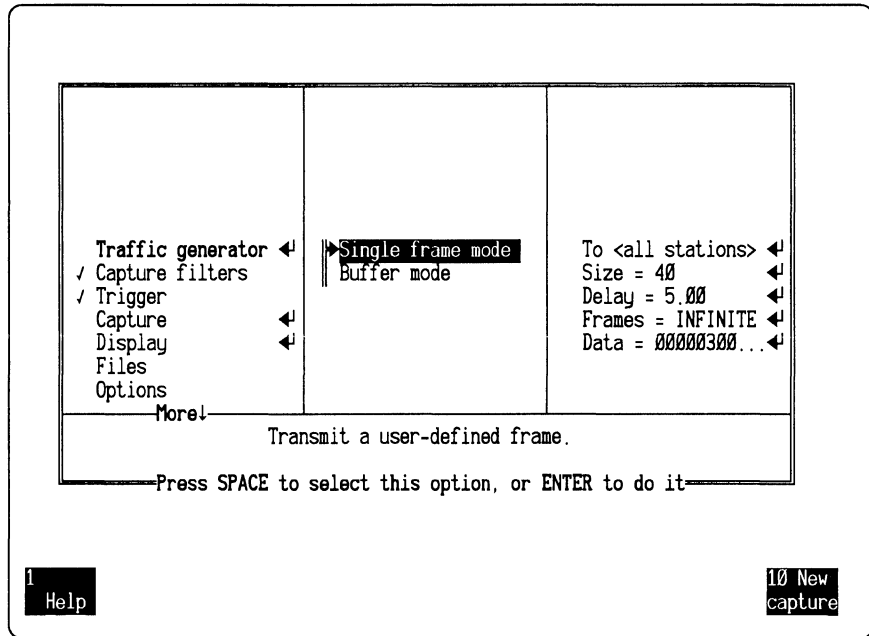 Traffic generator ↲
√ Capture filters
√ Trigger
Capture ↲
Display ↲
Files
Options
More↓
Single frame mode
Buffer mode
To <all stations> ↲
Size = 40 ↲
Delay = 5.00 ↲
Frames = INFINITE ↲
Data = 00000300...↲
Transmit a user-defined frame.
Press SPACE to select this option, or ENTER to do it
1
Help
10 New
capture